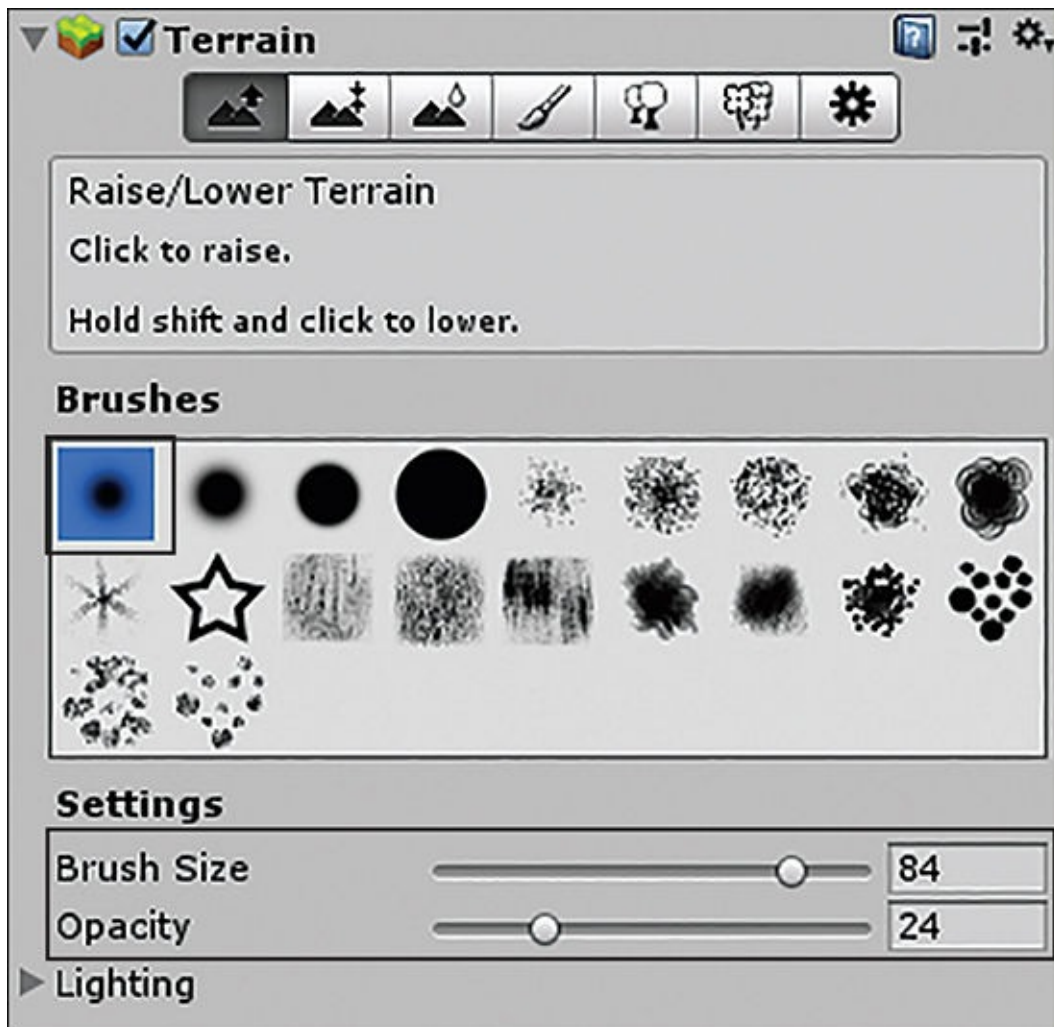 Terrain
Raise/Lower Terrain
Click to raise.
Hold shift and click to lower.
Brushes
Settings
Brush Size 84
Opacity 24
Lighting